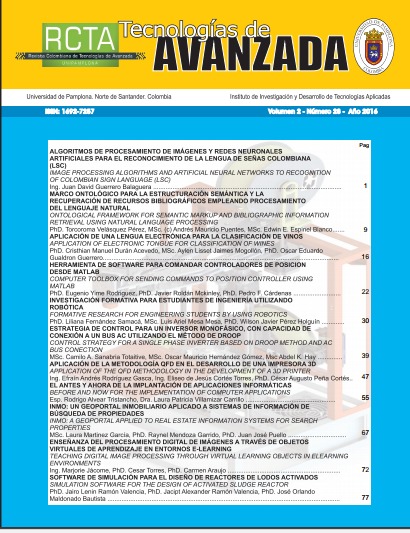 RCTA
Revista Colombiana de Tecnologías de Avanzada
Tecnologías de
AVANZADA
Universidad de Pamplona, Norte de Santander, Colombia
Instituto de Investigación y Desarrollo de Tecnologías Aplicadas
ISSN: 1692-7257
Volumen 2 - Número 28 - Año 2016
Pag
ALGORITMOS DE PROCESAMIENTO DE IMÁGENES Y REDES NEURONALES
ARTIFICIALES PARA EL RECONOCIMIENTO DE LA LENGUA DE SEÑAS COLOMBIANA
(LSC)
IMAGE PROCESSING ALGORITHMS AND ARTIFICIAL NEURAL NETWORKS TO RECOGNITION
OF COLOMBIAN SIGN LANGUAGE (LSC)
Ing. Juan David Guerrero Balaguera 1
MARCO ONTOLÓGICO PARA LA ESTRUCTURACIÓN SEMÁNTICA Y LA
RECUPERACIÓN DE RECURSOS BIBLIOGRÁFICOS EMPLEANDO PROCESAMIENTO
DEL LENGUAJE NATURAL
ONTOLOGICAL FRAMEWORK FOR SEMANTIC MARKUP AND BIBLIOGRAPHIC INFORMATION
RETRIEVAL USING NATURAL LANGUAGE PROCESSING
PhD. Torcoroma Velásquez Pérez, MSc. (c) Andrés Mauricio Puentes, MSc. Edwin E. Espinel Blanco 9
APLICACIÓN DE UNA LENGUA ELECTRÓNICA PARA LA CLASIFICACIÓN DE VINOS
APPLICATION OF ELECTRONIC TONGUE FOR CLASSIFICATION OF WINES
PhD. Cristhian Manuel Durán Acevedo, MSc. Aylen Lisset Jaimes Mogollón, PhD. Oscar Eduardo
Gualdron Guerrero 16
HERRAMIENTA DE SOFTWARE PARA COMANDAR CONTROLADORES DE POSICION
DESDE MATLAB
COMPUTER TOOLBOX FOR SENDING COMMANDS TO POSITION CONTROLLER USING
MATLAB
PhD. Eugenio Yime Rodríguez, PhD. Javier Roldán Mckinley, PhD. Pedro F. Cárdenas 22
INVESTIGACIÓN FORMATIVA PARA ESTUDIANTES DE INGENIERÍA UTILIZANDO
ROBÓTICA
FORMATIVE RESEARCH FOR ENGINEERING STUDENTS BY USING ROBOTICS
PhD. Liliana Fernández Samacá, MSc. Luis Ariel Mesa Mesa, PhD. Wilson Javier Pérez Holguín 30
ESTRATEGIA DE CONTROL PARA UN INVERSOR MONOFÁSICO, CON CAPACIDAD DE
CONEXIÓN A UN BUS AC UTILIZANDO EL MÉTODO DE DROOP
CONTROL STRATEGY FOR A SINGLE PHASE INVERTER BASED ON DROOP METHOD AND AC
BUS CONECTION
MSc. Camilo A. Sanabria Totaitive, MSc. Oscar Mauricio Hernández Gómez, Msc Abdel K. Hay 39
APLICACIÓN DE LA METODOLOGÍA QFD EN EL DESARROLLO DE UNA IMPRESORA 3D
APPLICATION OF THE QFD METHODOLOGY IN THE DEVELOPMENT OF A 3D PRINTER
Ing. Efraín Andrés Rodríguez Gasca, Ing. Eliseo de Jesús Cortés Torres, PhD. César Augusto Peña Cortés.. 47
EL ANTES Y AHORA DE LA IMPLANTACIÓN DE APLICACIONES INFORMÁTICAS
BEFORE AND NOW FOR THE IMPLEMENTATION OF COMPUTER APPLICATIONS
Esp. Rodrigo Alvear Tristancho, Dra. Laura Patricia Villamizar Carrillo 55
INMO: UN GEOPORTAL INMOBILIARIO APLICADO A SISTEMAS DE INFORMACIÓN DE
BÚSQUEDA DE PROPIEDADES
INMO: A GEOPORTAL APPLIED TO REAL ESTATE INFORMATION SYSTEMS FOR SEARCH
PROPERTIES
MSc. Laura Martinez Garcia, PhD. Raynel Mendoza Garrido, PhD. Juan José Puello 67
ENSEÑANZA DEL PROCESAMIENTO DIGITAL DE IMÁGENES A TRAVÉS DE OBJETOS
VIRTUALES DE APRENDIZAJE EN ENTORNOS E-LEARNING
TEACHING DIGITAL IMAGE PROCESSING THROUGH VIRTUAL LEARNING OBJECTS IN ELEARNING
ENVIRONMENTS
Ing. Marjorie Jácome, PhD. Cesar Torres, PhD. Carmen Araujo 72
SOFTWARE DE SIMULACIÓN PARA EL DISEÑO DE REACTORES DE LODOS ACTIVADOS
SIMULATION SOFTWARE FOR THE DESIGN OF ACTIVATED SLUDGE REACTOR
PhD. Jairo Lenin Ramón Valencia, PhD. Jacipt Alexander Ramón Valencia, PhD. José Orlando
Maldonado Bautista 77